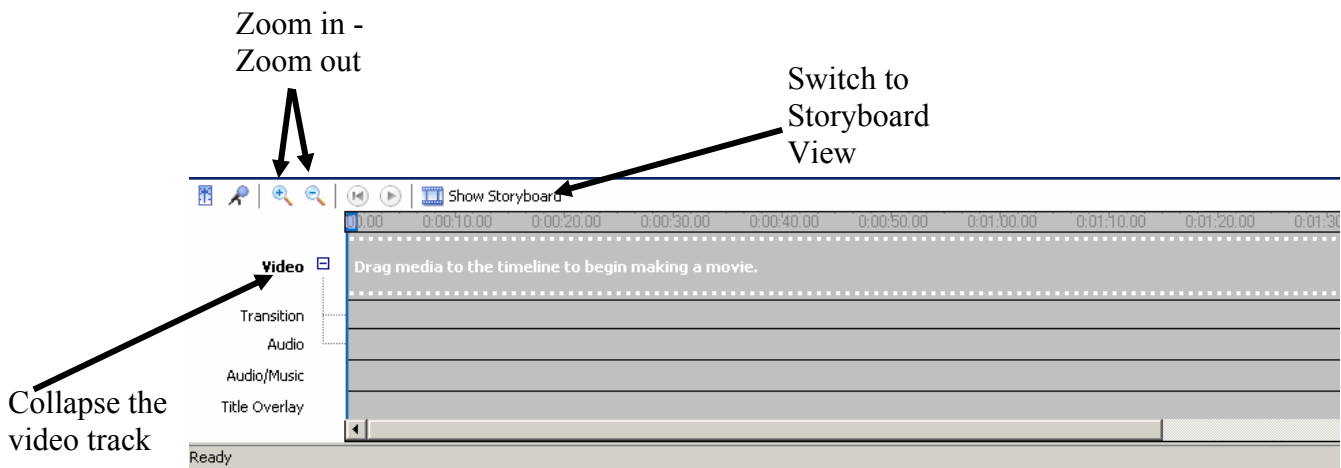 Zoom in -
Zoom out
Switch to
Storyboard
View
Show Storyboard
0:00:10.00 0:00:20.00 0:00:30.00 0:00:40.00 0:00:50.00 0:01:00.00 0:01:10.00 0:01:20.00
Video
Drag media to the timeline to begin making a movie.
Transition
Audio
Audio/Music
Title Overlay
Collapse the
video track
Ready